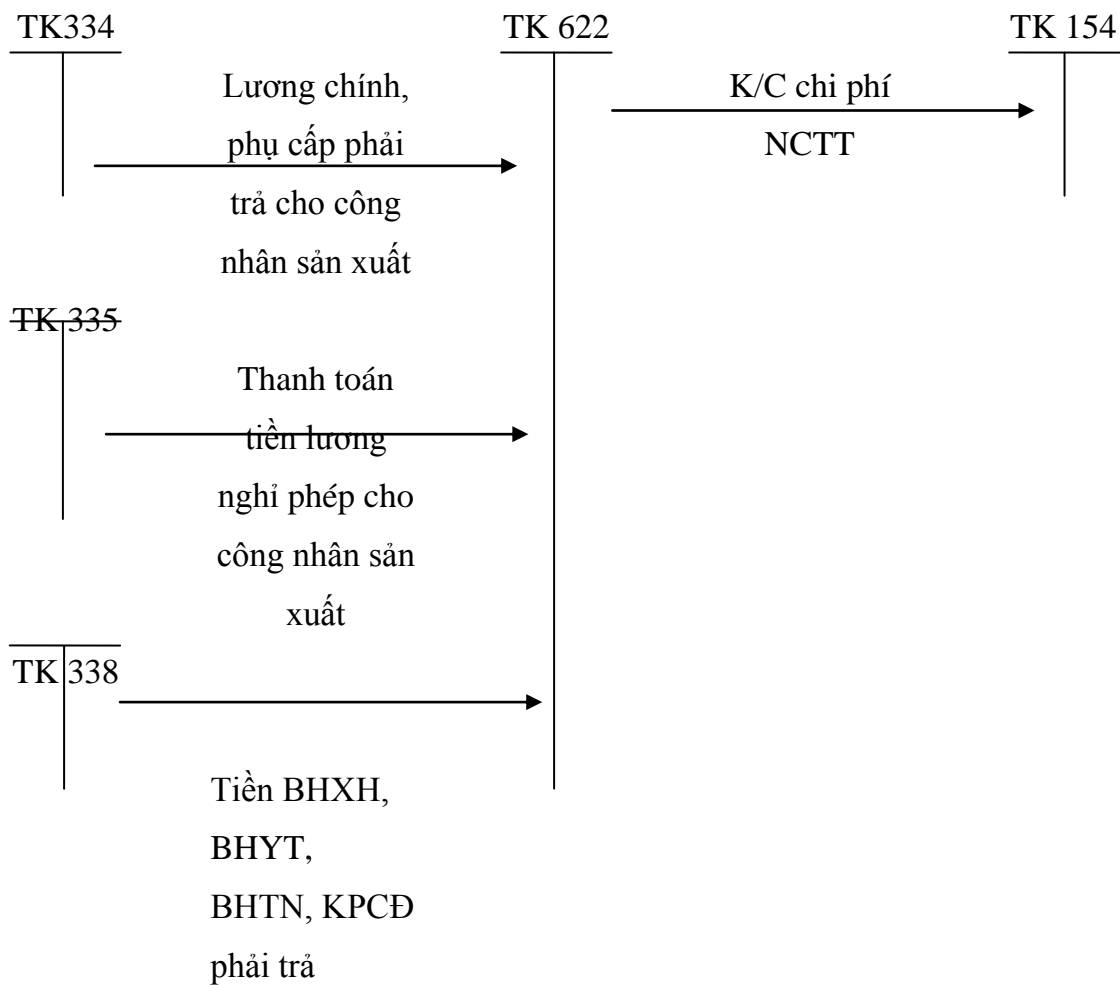 TK334
TK 622
TK 154
Lương chính,
phụ cấp phải
trả cho công
nhân sản xuất
K/C chi phí
NCTT
TK 335
Thanh toán
tiền lương
nghỉ phép cho
công nhân sản
xuất
TK 338
Tiền BHXH,
BHYT,
BHTN, KPCĐ
phải trả